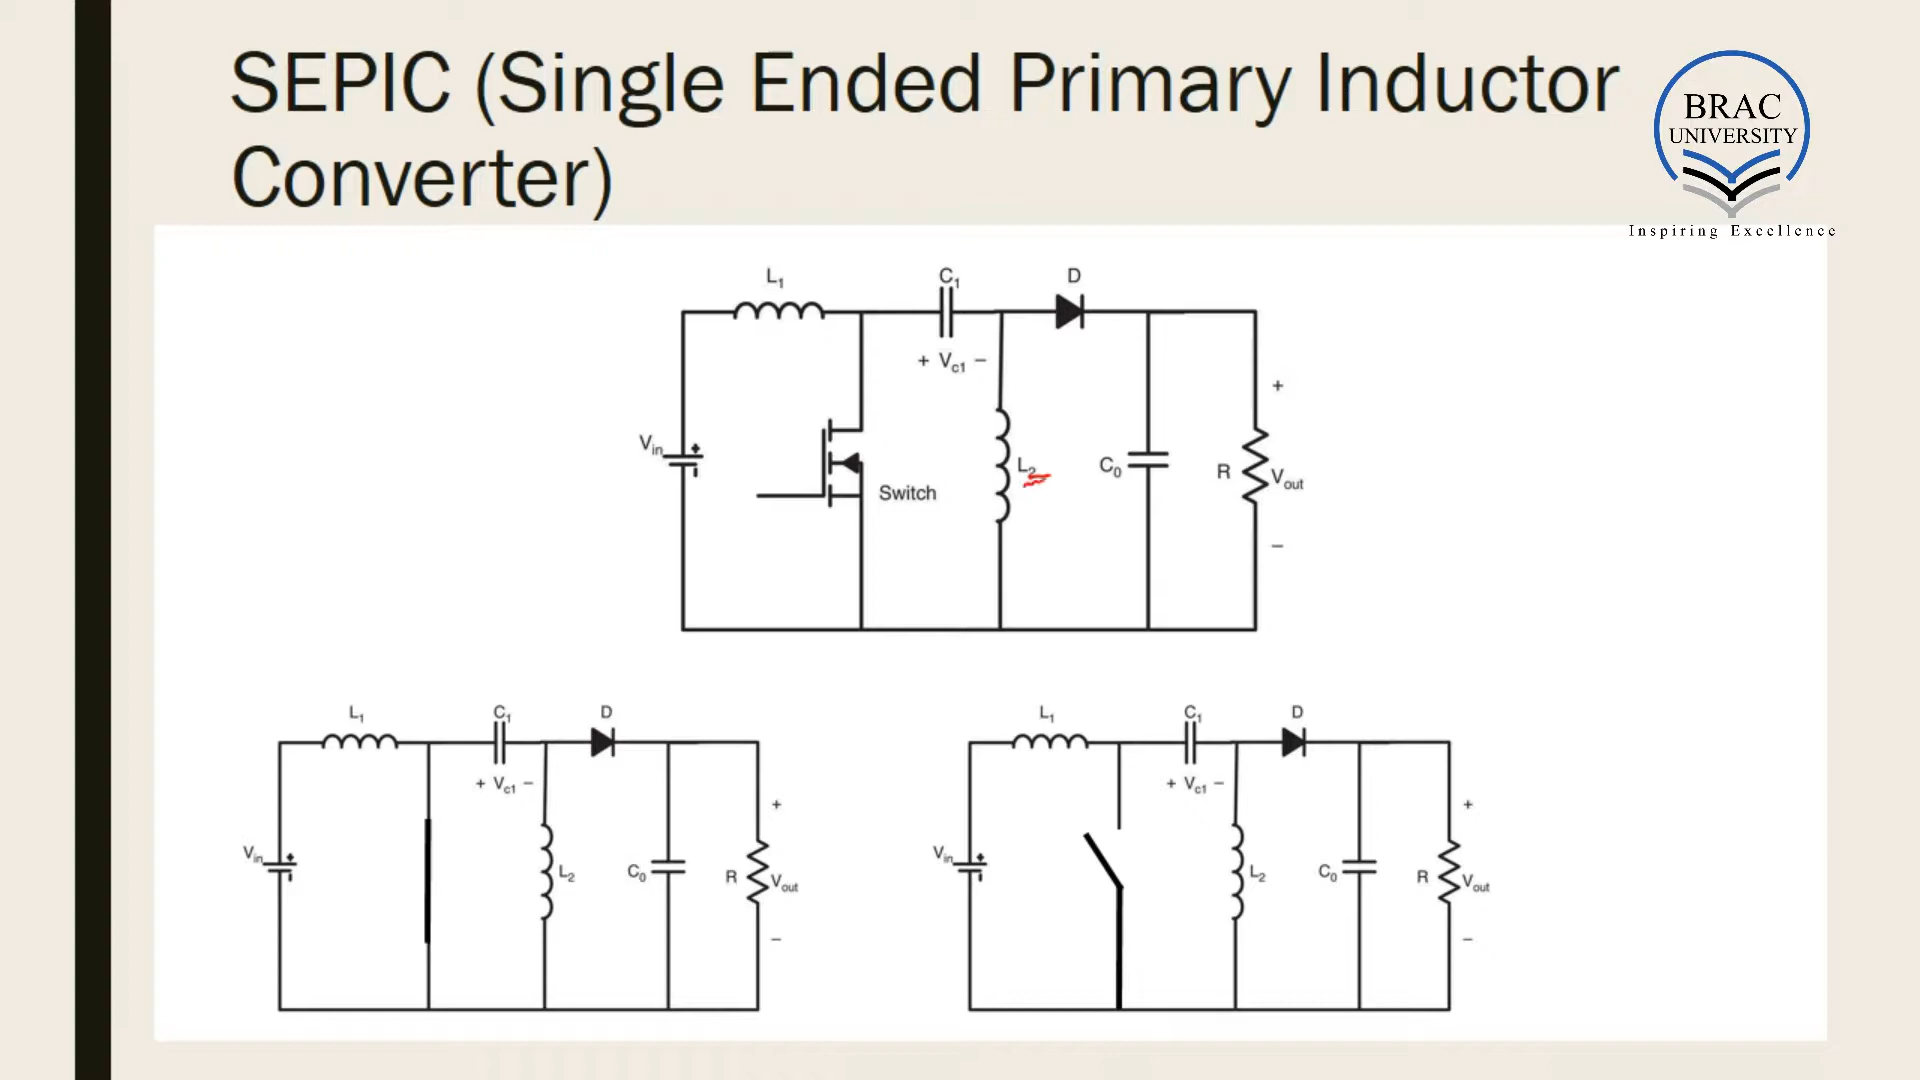 SEPIC (Single Ended Primary Inductor
Converter)
BRAC
UNIVERSITY
Inspiring Excellence
L1
C1
D
+ Vc1 −
+
Vin
+
L2
C0
R
Vout
Switch
−
L1
C1
D
+ Vc1 −
+
Vin
+
L2
C0
R
Vout
−
L1
C1
D
+ Vc1 −
+
Vin
+
L2
C0
R
Vout
−